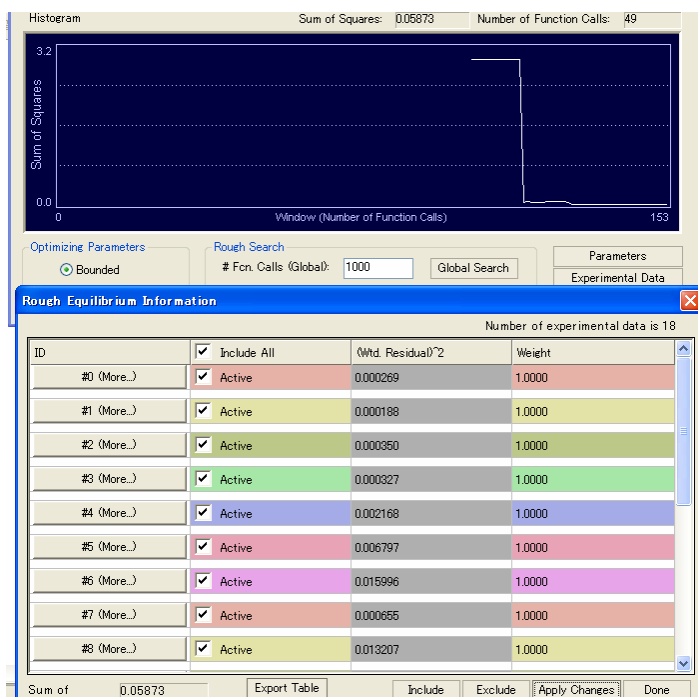 Histogram Sum of Squares: 0.05873 Number of Function Calls: 49
3.2
Sum of Squares
0.0
0 Window (Number of Function Calls) 153
Optimizing Parameters Rough Search Parameters
Bounded # Fcn. Calls (Global): 1000 Global Search
Experimental Data
Rough Equilibrium Information
Number of experimental data is 18
ID Include All (Wtd. Residual)^2 Weight
#0 (More...) Active 0.000269 1.0000
#1 (More...) Active 0.000188 1.0000
#2 (More...) Active 0.000350 1.0000
#3 (More...) Active 0.000327 1.0000
#4 (More...) Active 0.002168 1.0000
#5 (More...) Active 0.006797 1.0000
#6 (More...) Active 0.015996 1.0000
#7 (More...) Active 0.000655 1.0000
#8 (More...) Active 0.013207 1.0000
Sum of 0.05873 Export Table Include Exclude Apply Changes Done